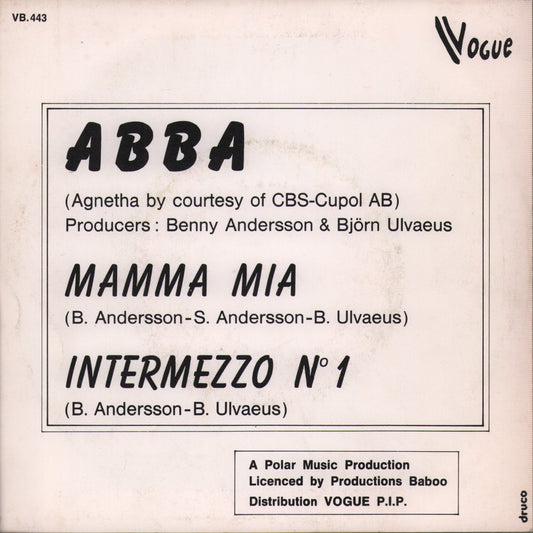 VB.443
VOGUE
ABBA
(Agnetha by courtesy of CBS-Cupol AB)
Producers : Benny Andersson & Björn Ulvaeus
MAMMA MIA
(B. Andersson-S. Andersson-B. Ulvaeus)
INTERMEZZO Nº 1
(B. Andersson-B. Ulvaeus)
A Polar Music Production
Licenced by Productions Baboo
Distribution VOGUE P.I.P.
druco